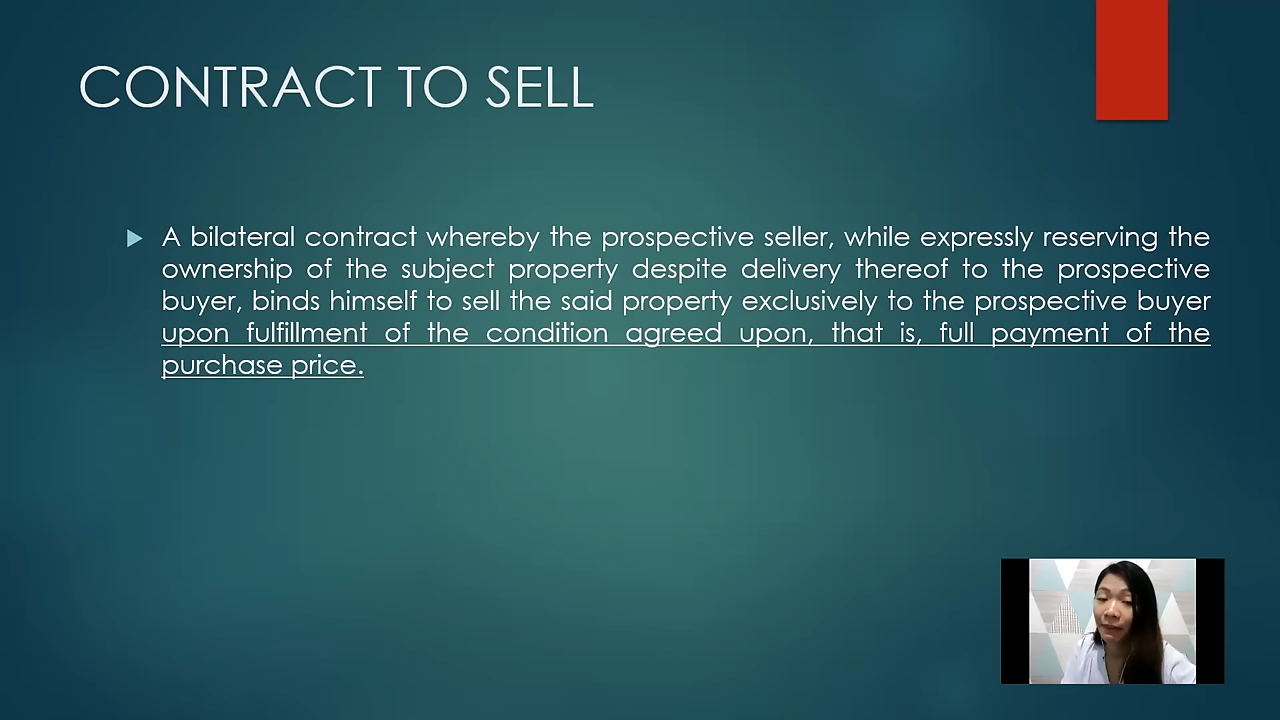 CONTRACT TO SELL
A bilateral contract whereby the prospective seller, while expressly reserving the
ownership of the subject property despite delivery thereof to the prospective
buyer, binds himself to sell the said property exclusively to the prospective buyer
upon fulfillment of the condition agreed upon, that is, full payment of the
purchase price.